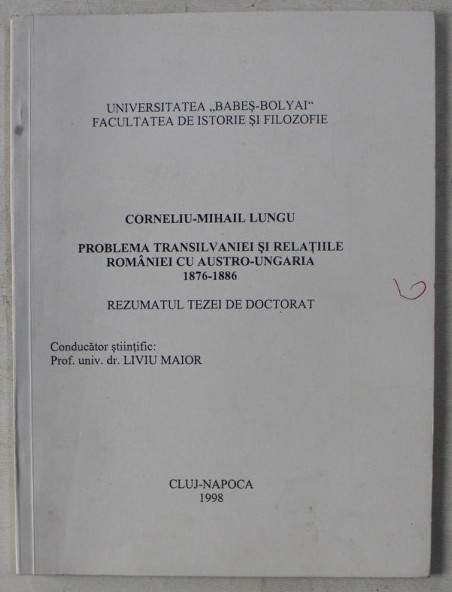 UNIVERSITATEA „BABEŞ-BOLYAI“
FACULTATEA DE ISTORIE ŞI FILOZOFIE
CORNELIU-MIHAIL LUNGU
PROBLEMA TRANSILVANIEI ŞI RELAŢIILE
ROMÂNIEI CU AUSTRO-UNGARIA
1876-1886
REZUMATUL TEZEI DE DOCTORAT
Conducător ştiinţific:
Prof. univ. dr. LIVIU MAIOR
CLUJ-NAPOCA
1998